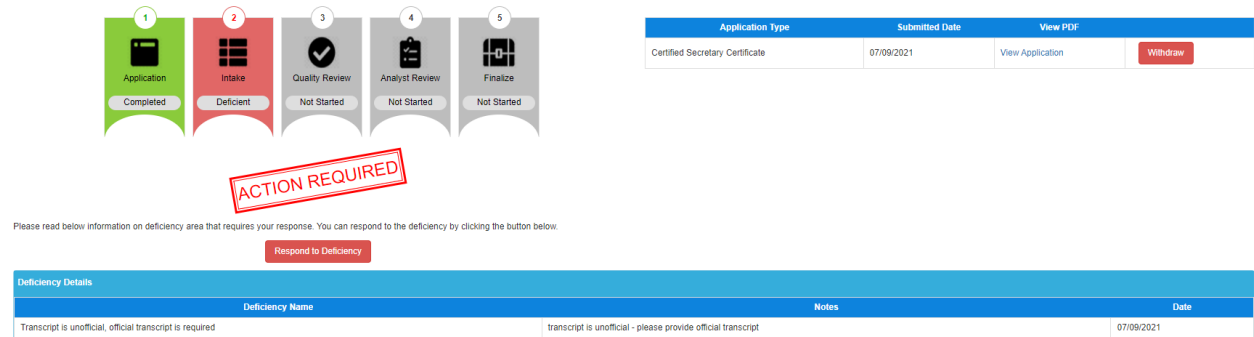 1 2 3 4 5
Application Intake Quality Review Analyst Review Finalize
Completed Deficient Not Started Not Started Not Started
Application Type Submitted Date View PDF
Certified Secretary Certificate 07/09/2021 View Application Withdraw
ACTION REQUIRED
Please read below information on deficiency area that requires your response. You can respond to the deficiency by clicking the button below.
Respond to Deficiency
Deficiency Details
Deficiency Name Notes Date
Transcript is unofficial, official transcript is required transcript is unofficial - please provide official transcript 07/09/2021